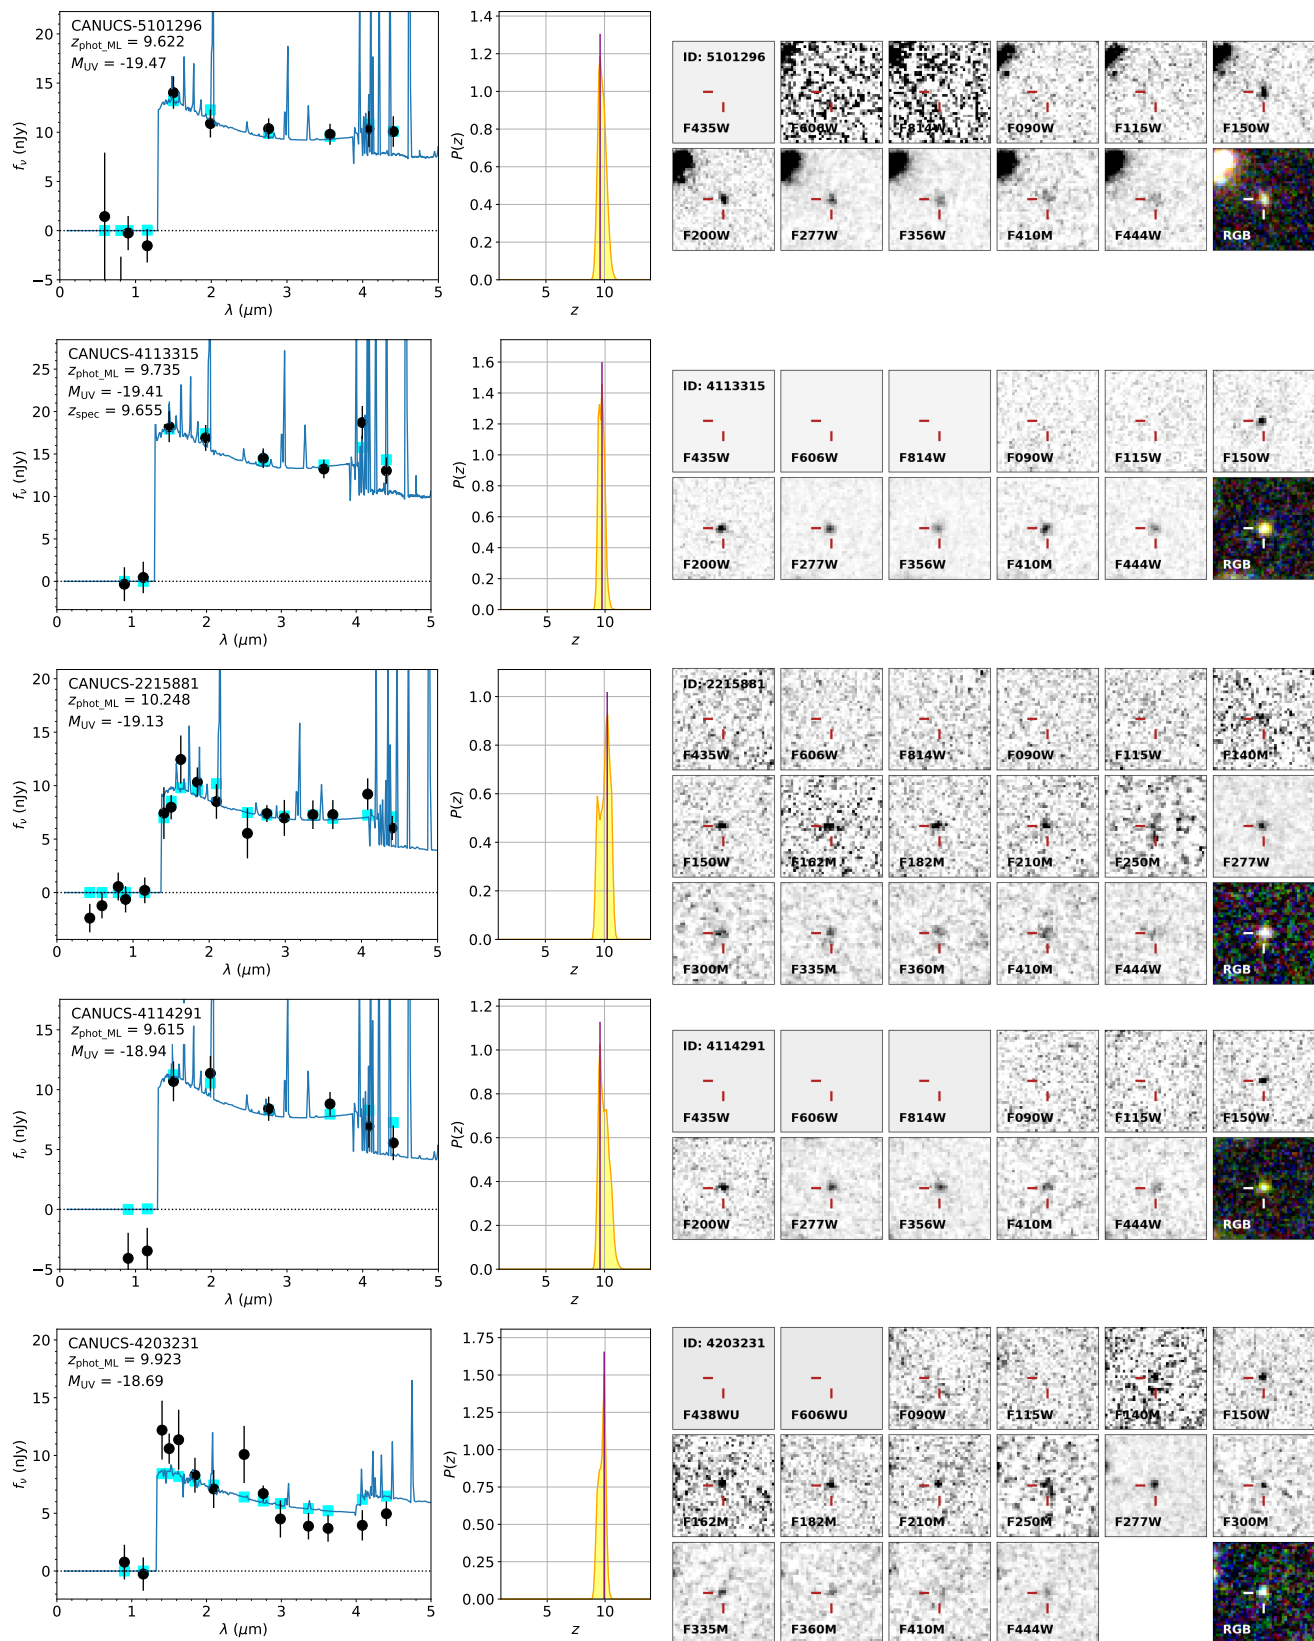 CANUCS-5101296
z_phot_ML = 9.622
M_UV = -19.47
20
15
10
5
0
−5
f_ν (nJy)
0 1 2 3 4 5
λ (μm)
1.4
1.2
1.0
0.8
0.6
0.4
0.2
0.0
P(z)
5 10
z
ID: 5101296
F435W F606W F814W F090W F115W F150W
F200W F277W F356W F410M F444W RGB
CANUCS-4113315
z_phot_ML = 9.735
M_UV = -19.41
z_spec = 9.655
25
20
15
10
5
0
f_ν (nJy)
0 1 2 3 4 5
λ (μm)
1.6
1.4
1.2
1.0
0.8
0.6
0.4
0.2
0.0
P(z)
5 10
z
ID: 4113315
F435W F606W F814W F090W F115W F150W
F200W F277W F356W F410M F444W RGB
CANUCS-2215881
z_phot_ML = 10.248
M_UV = -19.13
20
15
10
5
0
f_ν (nJy)
0 1 2 3 4 5
λ (μm)
1.0
0.8
0.6
0.4
0.2
0.0
P(z)
5 10
z
ID: 2215881
F435W F606W F814W F090W F115W F140M
F150W F162M F182M F210M F250M F277W
F300M F335M F360M F410M F444W RGB
CANUCS-4114291
z_phot_ML = 9.615
M_UV = -18.94
15
10
5
0
−5
f_ν (nJy)
0 1 2 3 4 5
λ (μm)
1.2
1.0
0.8
0.6
0.4
0.2
0.0
P(z)
5 10
z
ID: 4114291
F435W F606W F814W F090W F115W F150W
F200W F277W F356W F410M F444W RGB
CANUCS-4203231
z_phot_ML = 9.923
M_UV = -18.69
20
15
10
5
0
f_ν (nJy)
0 1 2 3 4 5
λ (μm)
1.75
1.50
1.25
1.00
0.75
0.50
0.25
0.00
P(z)
5 10
z
ID: 4203231
F438WU F606WU F090W F115W F140M F150W
F162M F182M F210M F250M F277W F300M
F335M F360M F410M F444W RGB